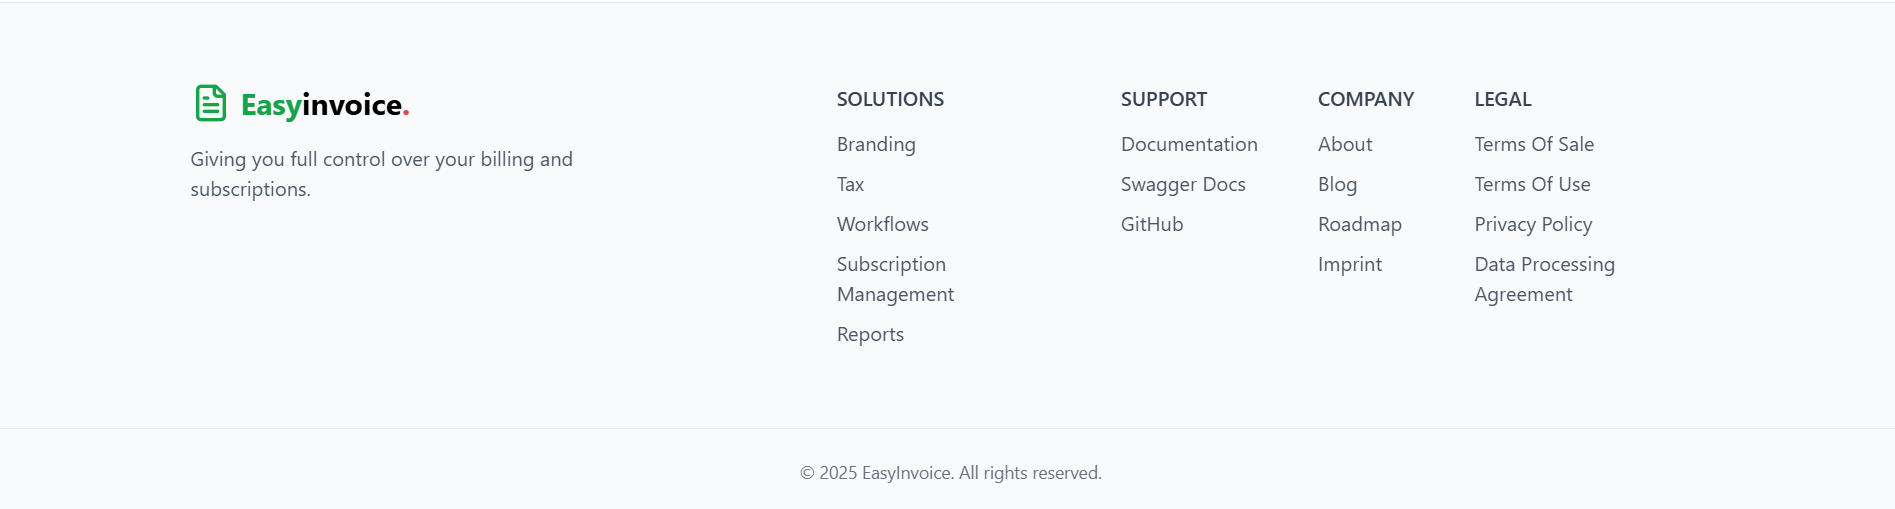 Easyinvoice.
Giving you full control over your billing and
subscriptions.
SOLUTIONS
Branding
Tax
Workflows
Subscription
Management
Reports
SUPPORT
Documentation
Swagger Docs
GitHub
COMPANY
About
Blog
Roadmap
Imprint
LEGAL
Terms Of Sale
Terms Of Use
Privacy Policy
Data Processing
Agreement
© 2025 EasyInvoice. All rights reserved.